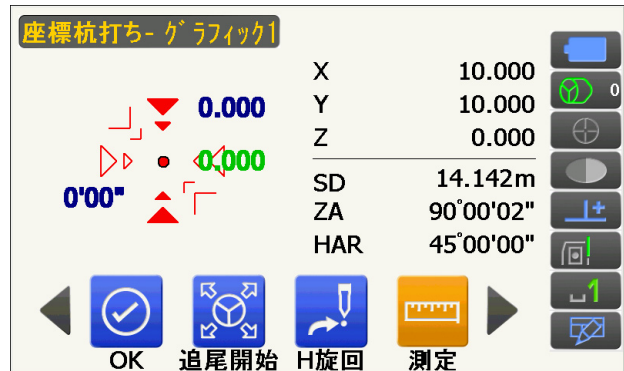 座標杭打ち- グラフィック1
X 10.000
Y 10.000
Z 0.000
SD 14.142m
ZA 90°00'02"
HAR 45°00'00"
0.000
0.000
0'00"
0
1
OK 追尾開始 H旋回 測定